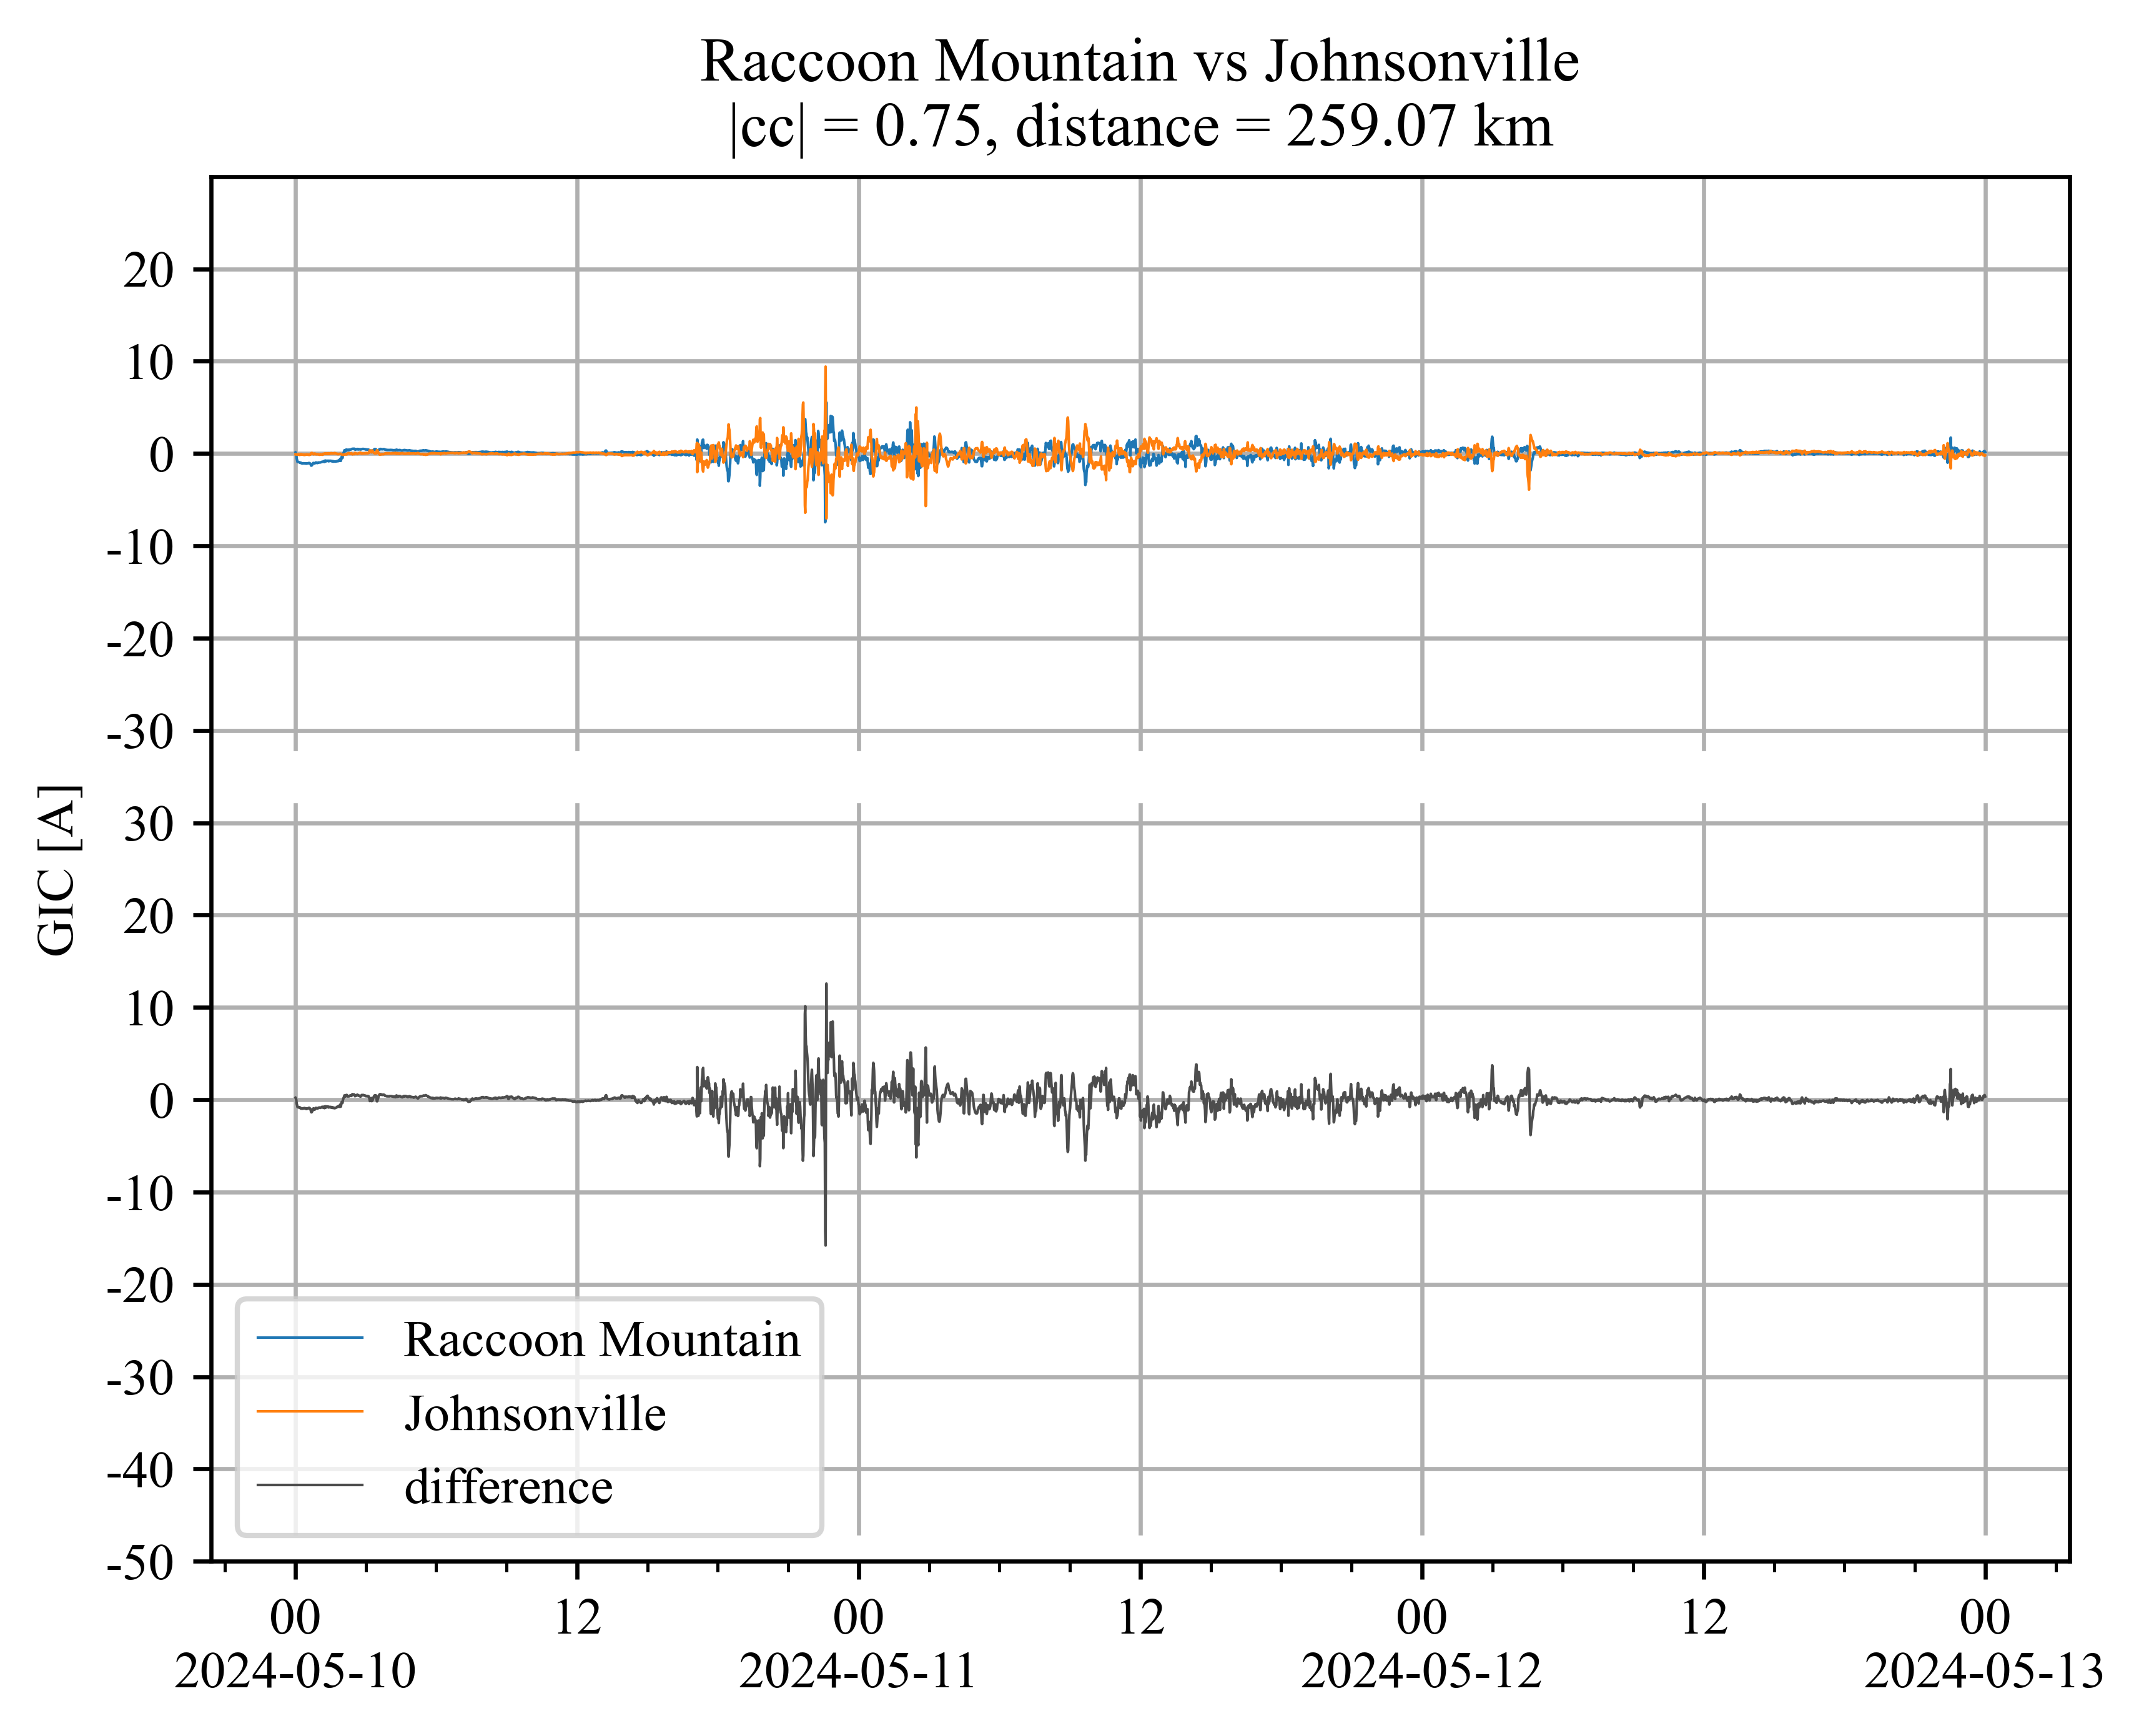 Raccoon Mountain vs Johnsonville
|cc| = 0.75, distance = 259.07 km
20
10
0
-10
-20
-30
30
20
10
0
-10
-20
-30
-40
-50
GIC [A]
Raccoon Mountain
Johnsonville
difference
00 12 00 12 00 12 00
2024-05-10 2024-05-11 2024-05-12 2024-05-13